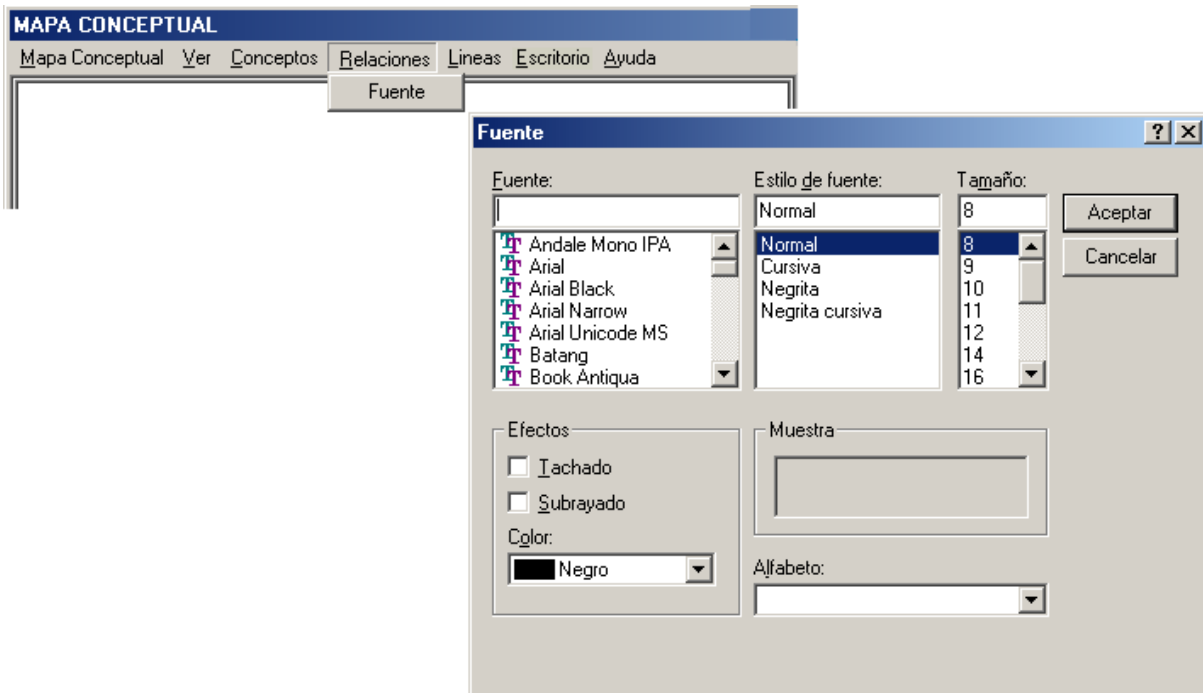 MAPA CONCEPTUAL
Mapa Conceptual Ver Conceptos Relaciones Lineas Escritorio Ayuda
Fuente
Fuente
Fuente: Estilo de fuente: Tamaño:
Normal 8 Aceptar
Andale Mono IPA Normal 8 Cancelar
Arial Cursiva 9
Arial Black Negrita 10
Arial Narrow Negrita cursiva 11
Arial Unicode MS 12
Batang 14
Book Antiqua 16
Efectos Muestra
Tachado
Subrayado
Color:
Negro Alfabeto: